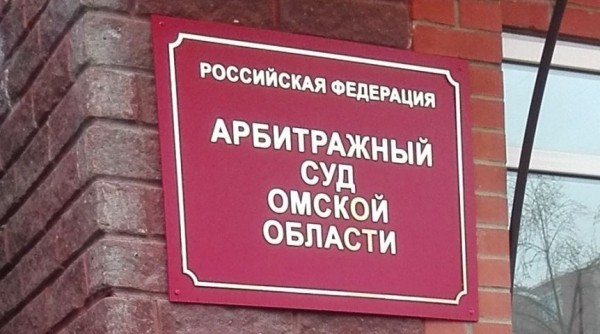 РОССИЙСКАЯ ФЕДЕРАЦИЯ
АРБИТРАЖНЫЙ
СУД
ОМСКОЙ
ОБЛАСТИ